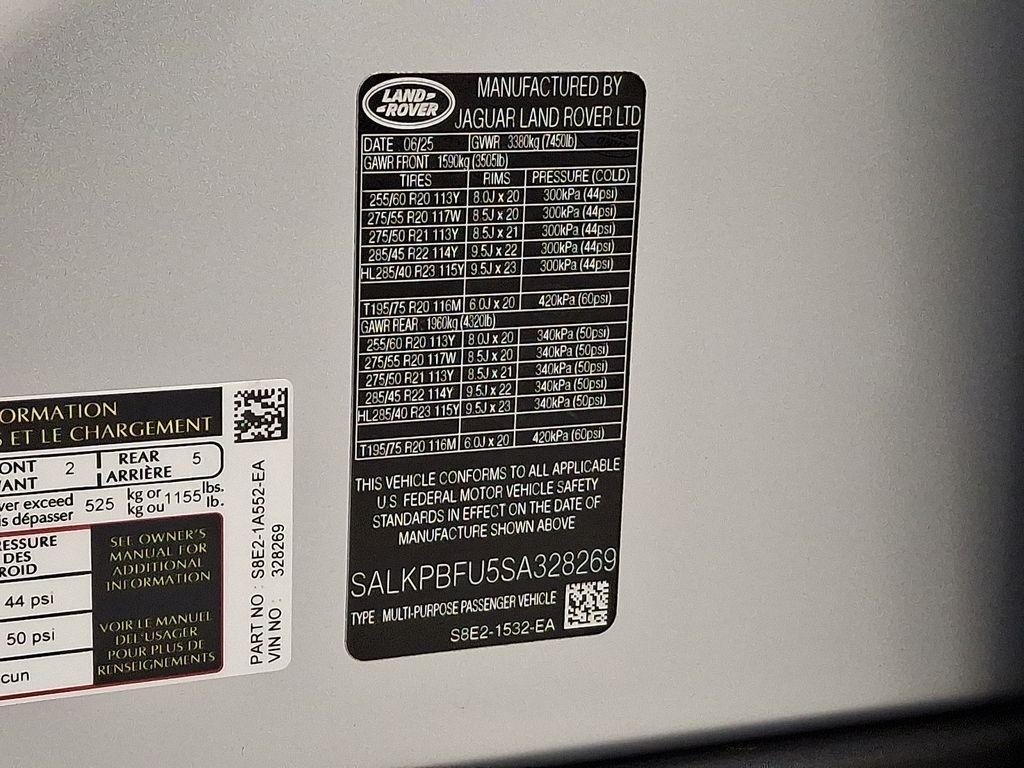 LAND-
-ROVER
MANUFACTURED BY
JAGUAR LAND ROVER LTD
DATE 06/25 GVWR 3380kg (7450lb)
GAWR FRONT 1590kg (3505lb)
TIRES RIMS PRESSURE (COLD)
255/60 R20 113Y 8.0J x 20 300kPa (44psi)
275/55 R20 117W 8.5J x 20 300kPa (44psi)
275/50 R21 113Y 8.5J x 21 300kPa (44psi)
285/45 R22 114Y 9.5J x 22 300kPa (44psi)
HL285/40 R23 115Y 9.5J x 23 300kPa (44psi)
T195/75 R20 116M 6.0J x 20 420kPa (60psi)
GAWR REAR 1960kg (4320lb)
255/60 R20 113Y 8.0J x 20 340kPa (50psi)
275/55 R20 117W 8.5J x 20 340kPa (50psi)
275/50 R21 113Y 8.5J x 21 340kPa (50psi)
285/45 R22 114Y 9.5J x 22 340kPa (50psi)
HL285/40 R23 115Y 9.5J x 23 340kPa (50psi)
T195/75 R20 116M 6.0J x 20 420kPa (60psi)
THIS VEHICLE CONFORMS TO ALL APPLICABLE
U.S. FEDERAL MOTOR VEHICLE SAFETY
STANDARDS IN EFFECT ON THE DATE OF
MANUFACTURE SHOWN ABOVE
SALKPBFU5SA328269
TYPE MULTI-PURPOSE PASSENGER VEHICLE
S8E2-1532-EA
ORMATION
S ET LE CHARGEMENT
ONT 2 REAR 5
VANT ARRIÈRE
ver exceed 525 kg or 1155 lbs.
is dépasser kg ou lb.
ESSURE
DES
ROID
44 psi
50 psi
cun
SEE OWNER'S
MANUAL FOR
ADDITIONAL
INFORMATION
VOIR LE MANUEL
DEL'USAGER
POUR PLUS DE
RENSEIGNEMENTS
PART NO : S8E2-1A552-EA
VIN NO : 328269